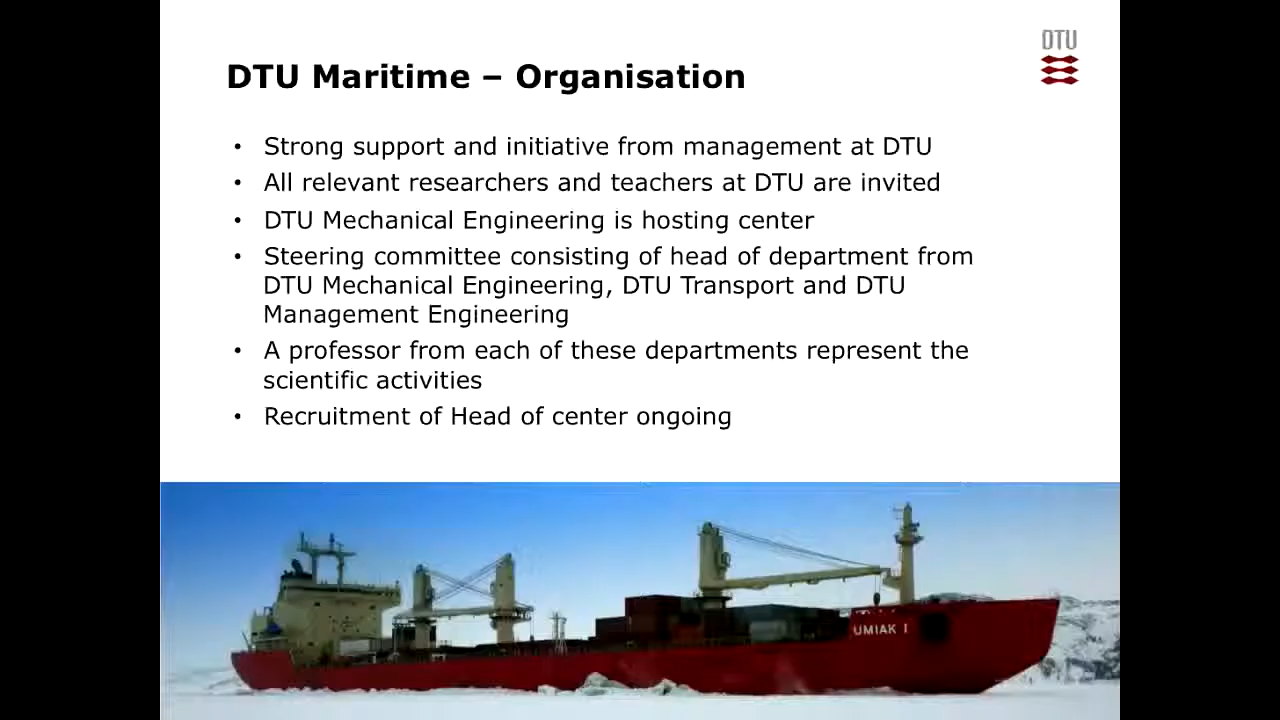 DTU
DTU Maritime – Organisation
• Strong support and initiative from management at DTU
• All relevant researchers and teachers at DTU are invited
• DTU Mechanical Engineering is hosting center
• Steering committee consisting of head of department from
DTU Mechanical Engineering, DTU Transport and DTU
Management Engineering
• A professor from each of these departments represent the
scientific activities
• Recruitment of Head of center ongoing
UMIAK I